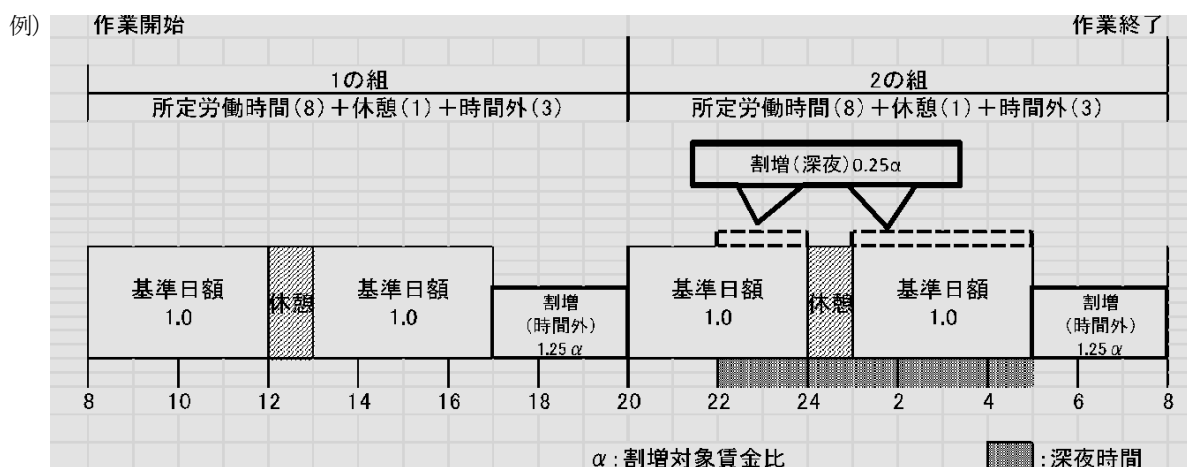 例)
作業開始 作業終了
1の組 2の組
所定労働時間(8)+休憩(1)+時間外(3) 所定労働時間(8)+休憩(1)+時間外(3)
割増(深夜)0.25α
基準日額
1.0
休憩
基準日額
1.0
割増
(時間外)
1.25α
基準日額
1.0
休憩
基準日額
1.0
割増
(時間外)
1.25α
8 10 12 14 16 18 20 22 24 2 4 6 8
α:割増対象賃金比 :深夜時間